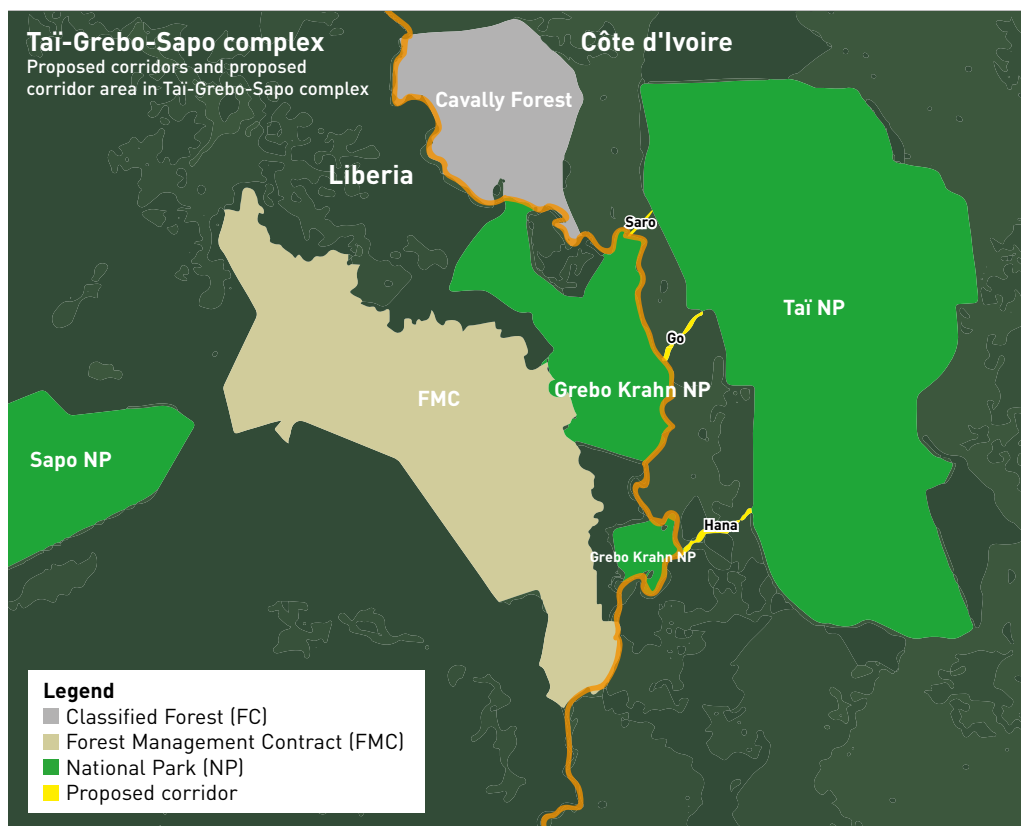 Taï-Grebo-Sapo complex
Proposed corridors and proposed
corridor area in Taï-Grebo-Sapo complex
Côte d'Ivoire
Cavally Forest
Liberia
Saro
Taï NP
Go
Grebo Krahn NP
FMC
Sapo NP
Hana
Grebo Krahn NP
Legend
Classified Forest (FC)
Forest Management Contract (FMC)
National Park (NP)
Proposed corridor